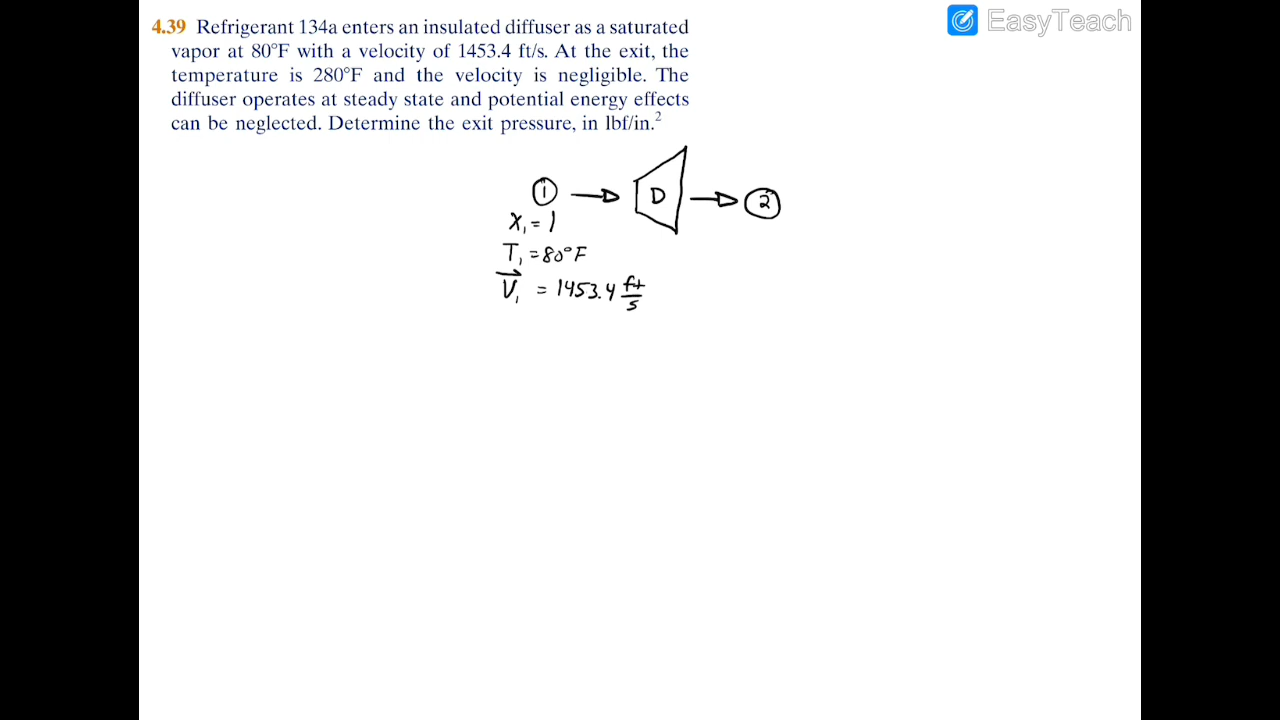 EasyTeach
4.39 Refrigerant 134a enters an insulated diffuser as a saturated
vapor at 80°F with a velocity of 1453.4 ft/s. At the exit, the
temperature is 280°F and the velocity is negligible. The
diffuser operates at steady state and potential energy effects
can be neglected. Determine the exit pressure, in lbf/in.²
1 D 2
X₁ = 1
T₁ = 80°F
V₁ = 1453.4 ft/s